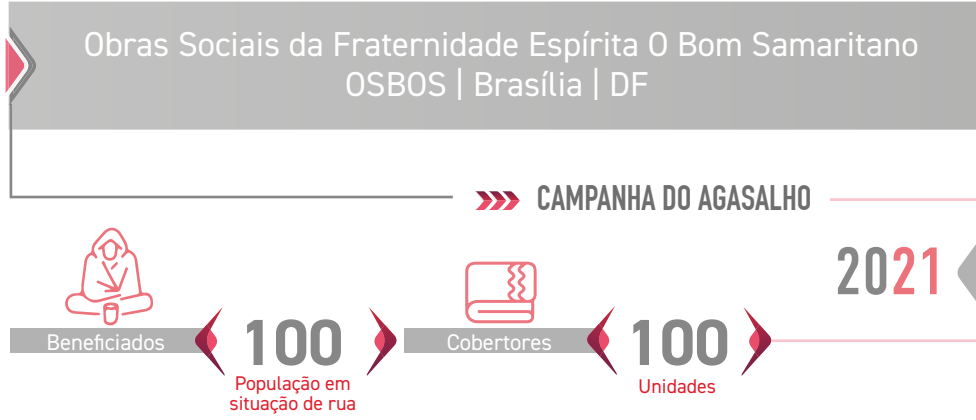 Obras Sociais da Fraternidade Espírita O Bom Samaritano
OSBOS | Brasília | DF
CAMPANHA DO AGASALHO
2021
Beneficiados
100
População em
situação de rua
Cobertores
100
Unidades